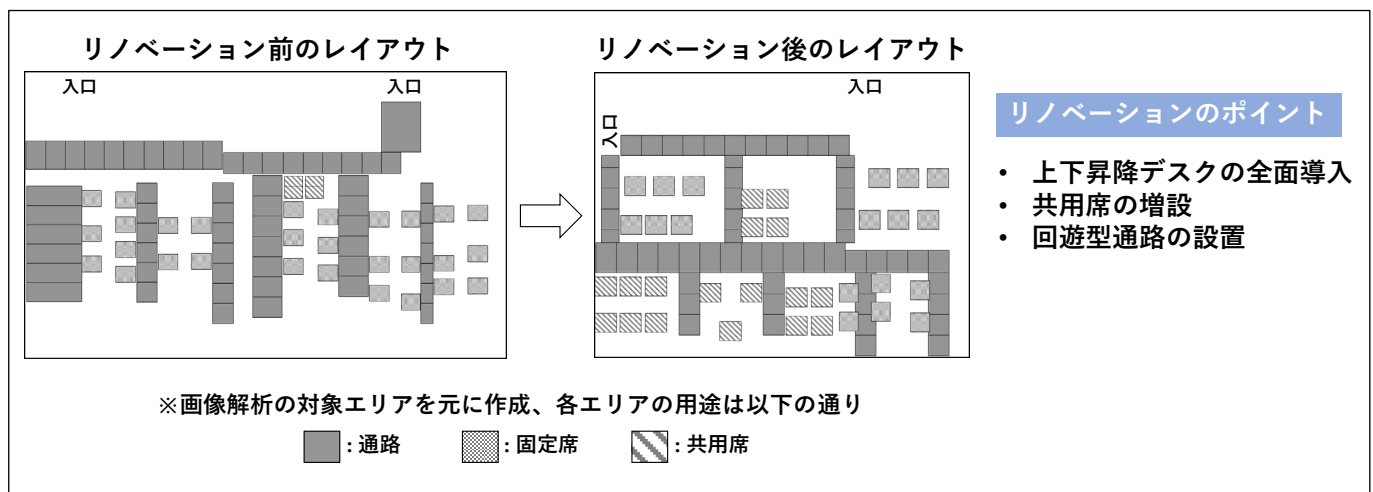 リノベーション前のレイアウト
入口
入口
リノベーション後のレイアウト
入口
入口
リノベーションのポイント
• 上下昇降デスクの全面導入
• 共用席の増設
• 回遊型通路の設置
※画像解析の対象エリアを元に作成、各エリアの用途は以下の通り
: 通路
: 固定席
: 共用席